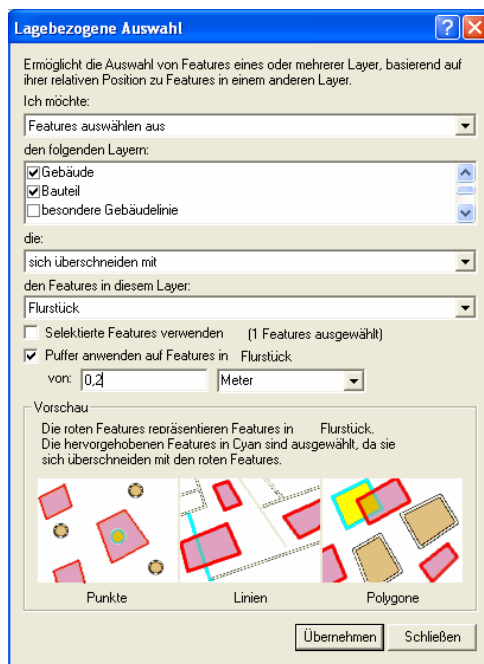 Lagebezogene Auswahl
Ermöglicht die Auswahl von Features eines oder mehrerer Layer, basierend auf
ihrer relativen Position zu Features in einem anderen Layer.
Ich möchte:
Features auswählen aus
den folgenden Layern:
Gebäude
Bauteil
besondere Gebäudelinie
die:
sich überschneiden mit
den Features in diesem Layer:
Flurstück
Selektierte Features verwenden (1 Features ausgewählt)
Puffer anwenden auf Features in Flurstück
von: 0,2 Meter
Vorschau
Die roten Features repräsentieren Features in Flurstück.
Die hervorgehobenen Features in Cyan sind ausgewählt, da sie
sich überschneiden mit den roten Features.
Punkte Linien Polygone
Übernehmen Schließen